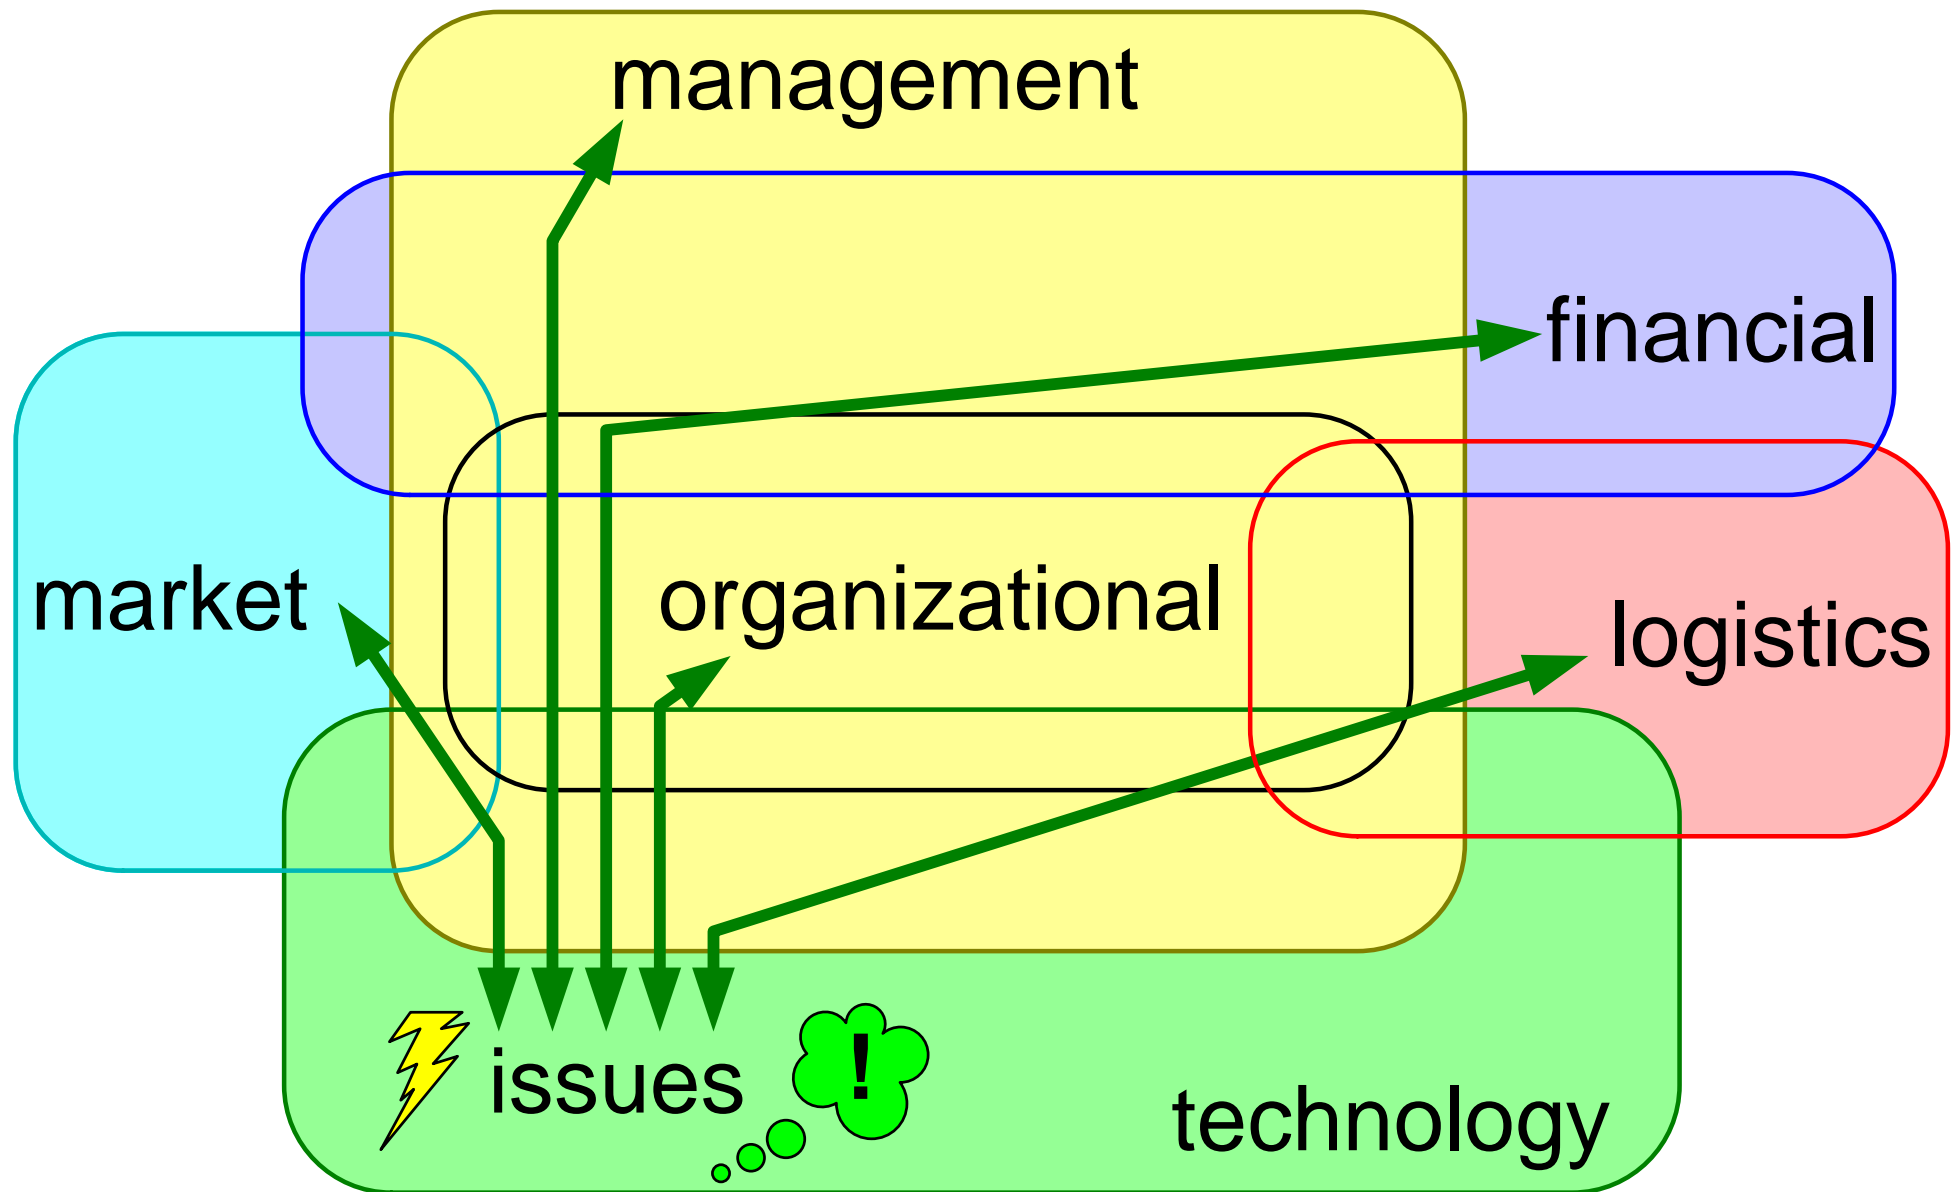 management
financial
market
organizational
logistics
issues
!
technology